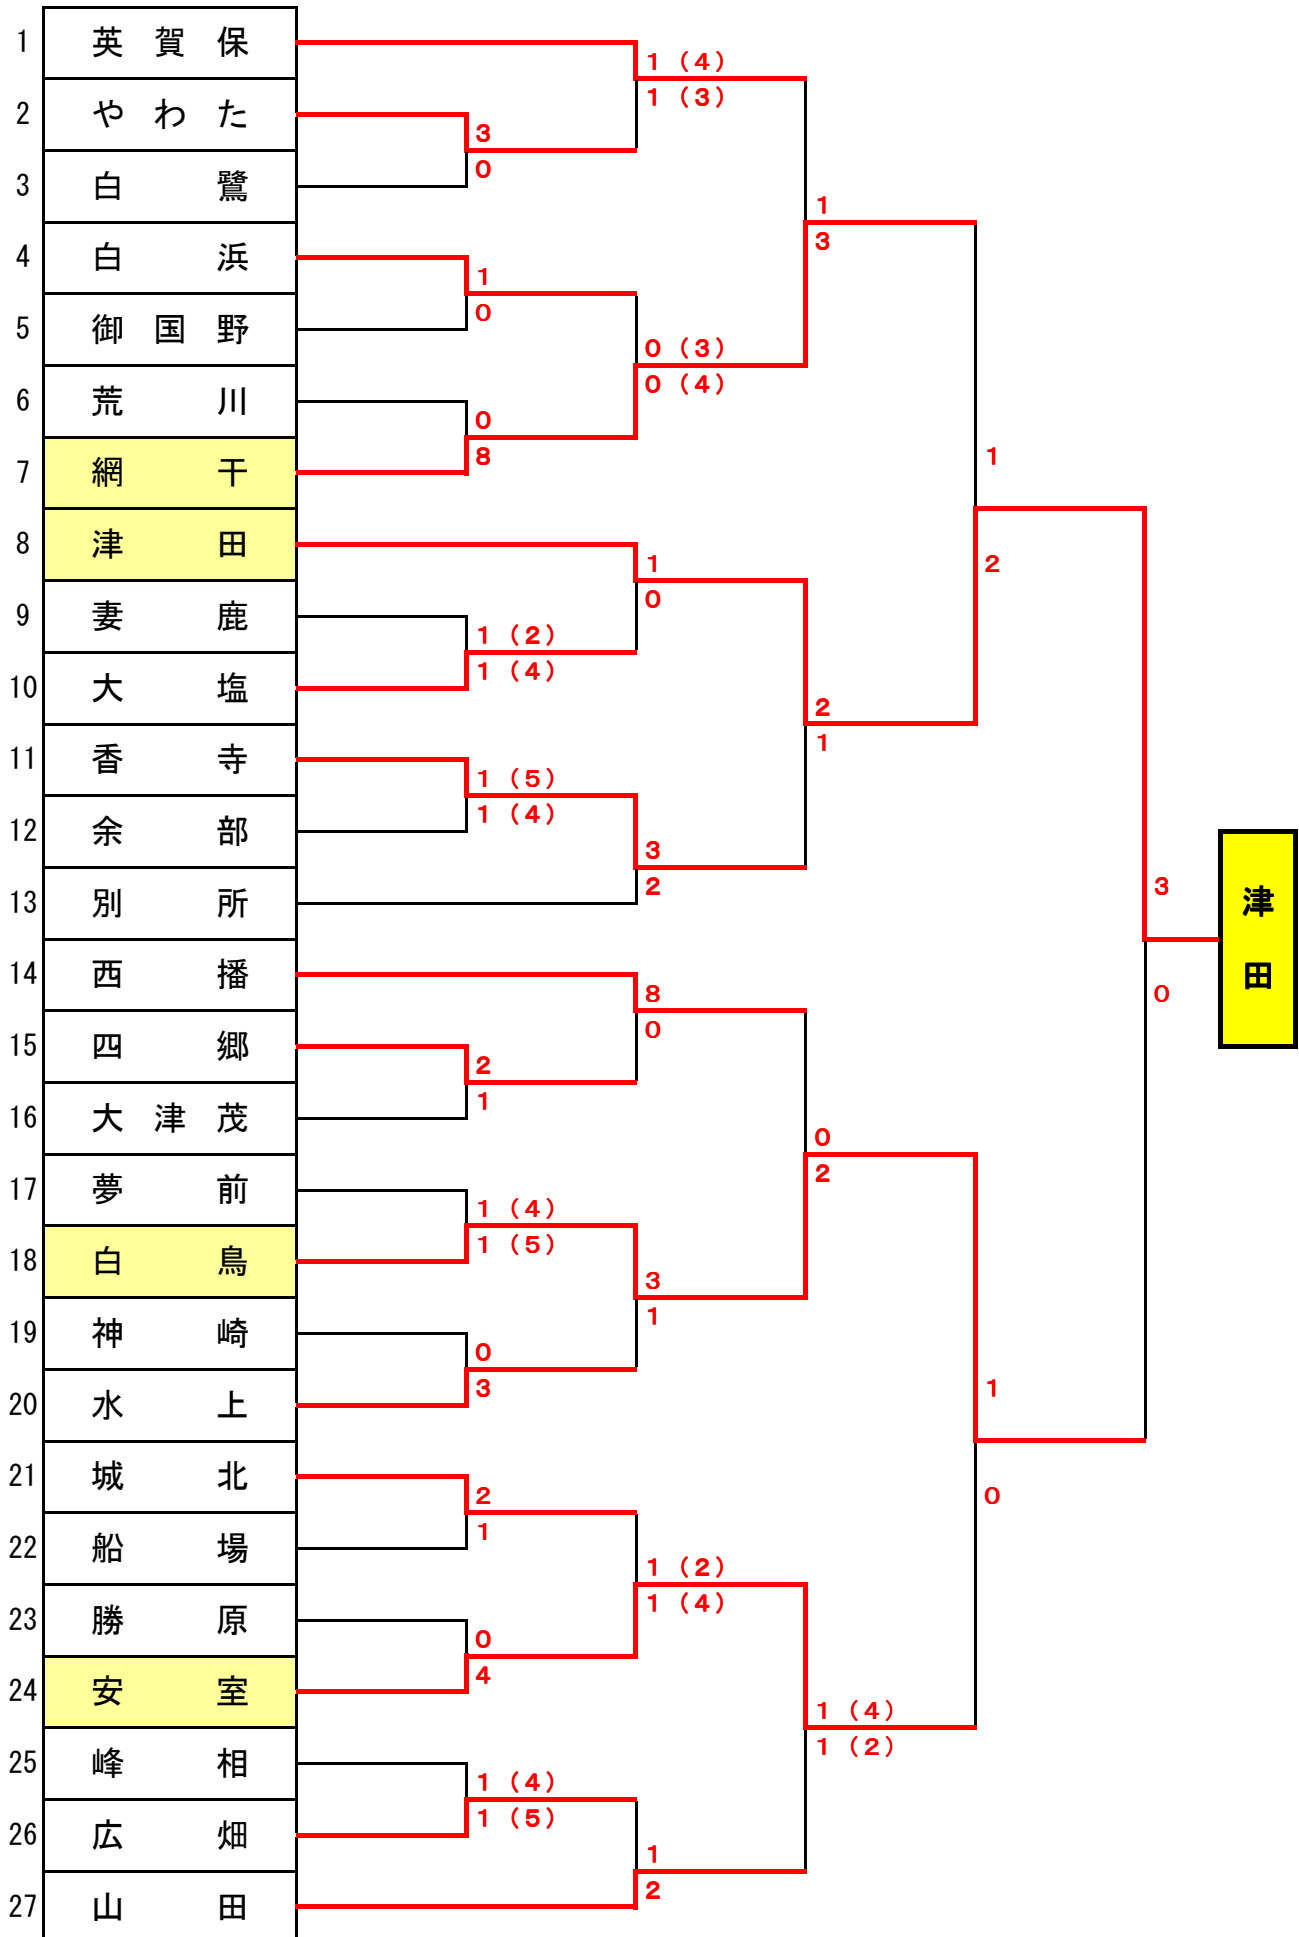 1 英賀保
1（4）
1（3）
2 やわた
3
0
3 白鷺
1
3
4 白浜
1
0
5 御国野
0（3）
0（4）
6 荒川
0
8
7 網干
1
2
8 津田
1
0
9 妻鹿
1（2）
1（4）
10 大塩
2
1
11 香寺
1（5）
1（4）
12 余部
3
2
13 別所
3
0
津田
14 西播
8
0
15 四郷
2
1
16 大津茂
0
2
17 夢前
1（4）
1（5）
18 白鳥
3
1
19 神崎
0
3
20 水上
1
0
21 城北
2
1
22 船場
1（2）
1（4）
23 勝原
0
4
24 安室
1（4）
1（2）
25 峰相
1（4）
1（5）
26 広畑
1
2
27 山田